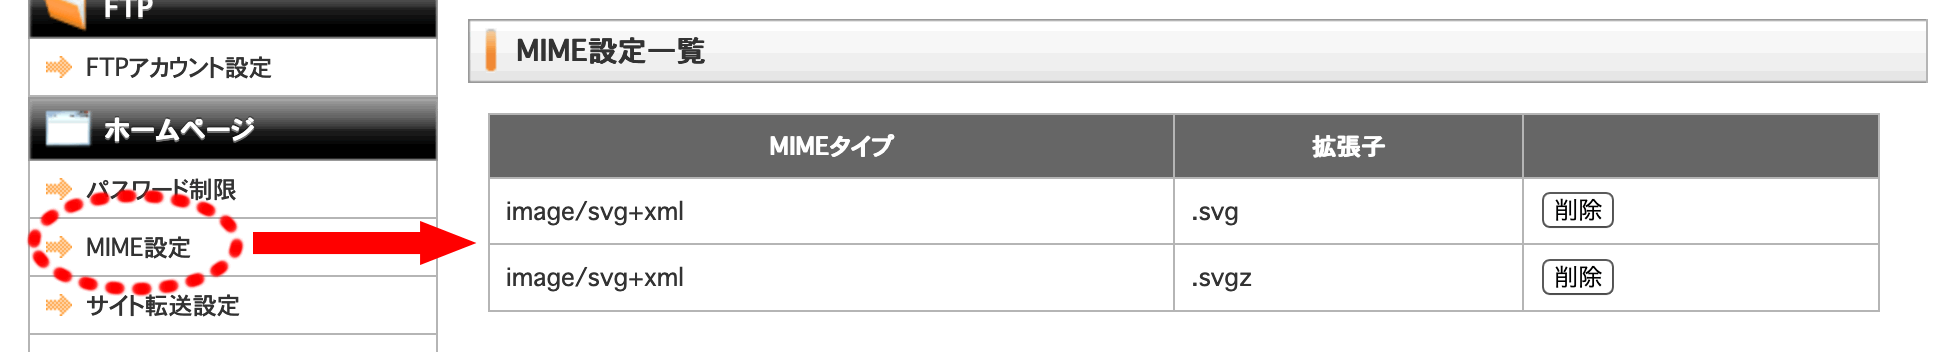 FTP
FTPアカウント設定
ホームページ
パスワード制限
MIME設定
サイト転送設定
MIME設定一覧
MIMEタイプ 拡張子
image/svg+xml .svg 削除
image/svg+xml .svgz 削除